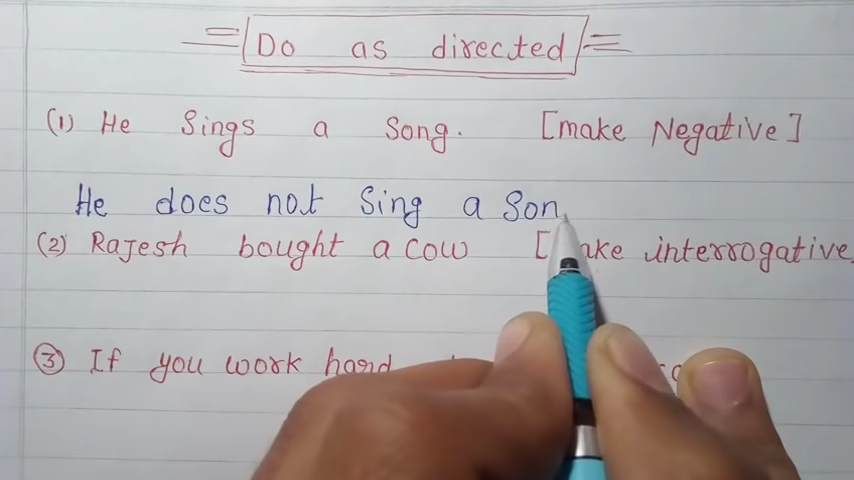 Do as directed
(1) He Sings a Song. [make Negative]
He does not Sing a Son
(2) Rajesh bought a cow [ake interrogative
③ If you work hard